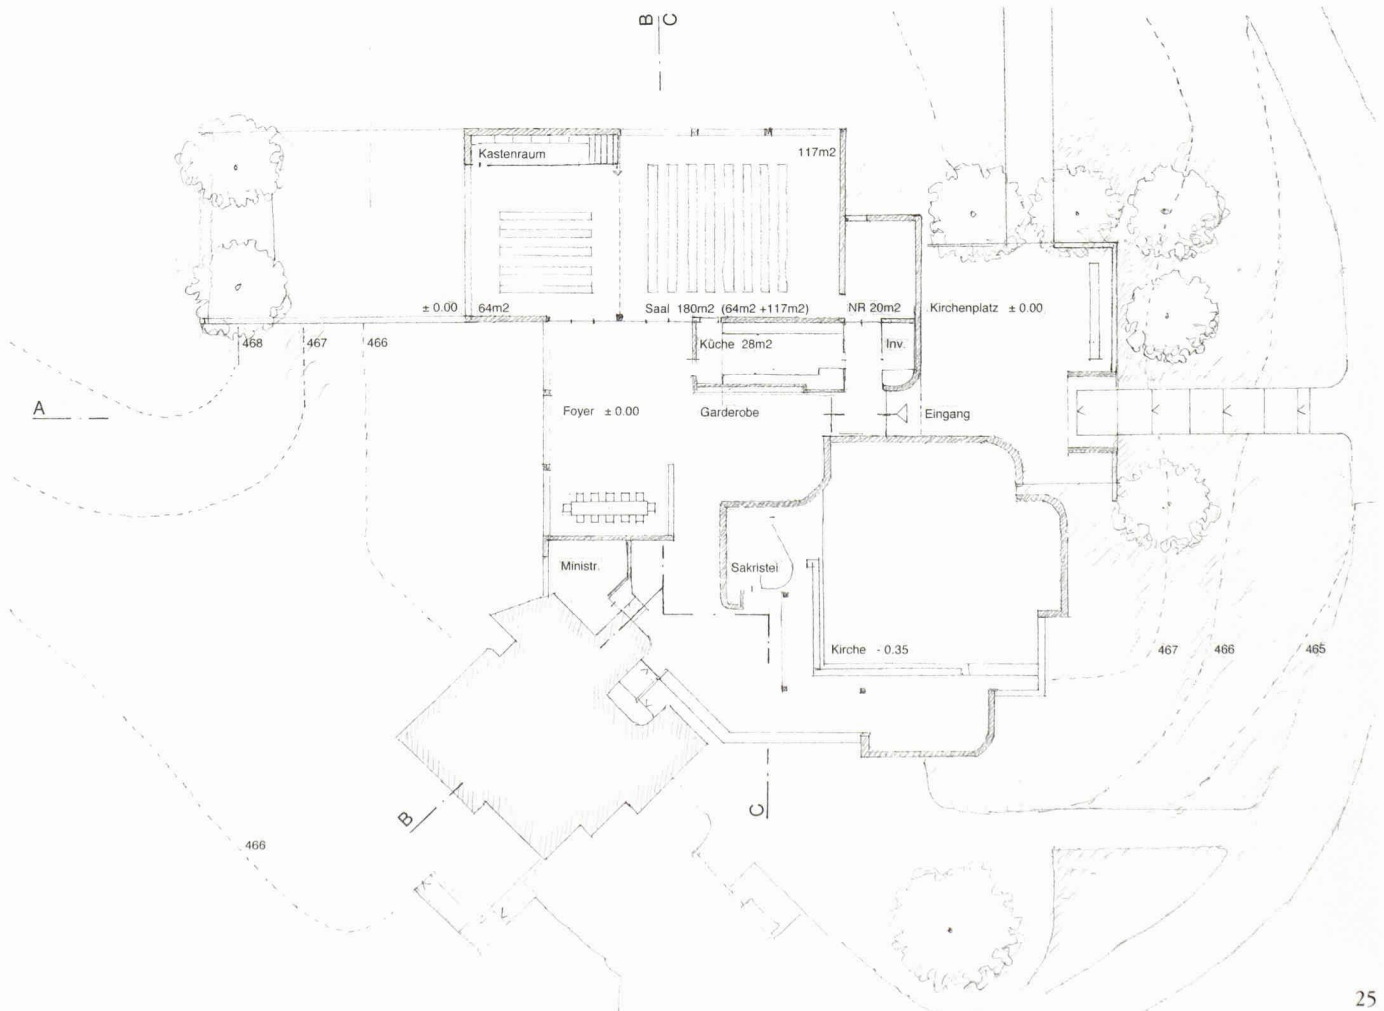 B C
Kastenraum
117m2
± 0.00
64m2
Saal 180m2 (64m2 +117m2)
NR 20m2
Kirchenplatz ± 0.00
468
467
466
Küche 28m2
Inv.
A
Foyer ± 0.00
Garderobe
Eingang
Ministr.
Sakristei
Kirche - 0.35
467
466
465
B
C
466
25